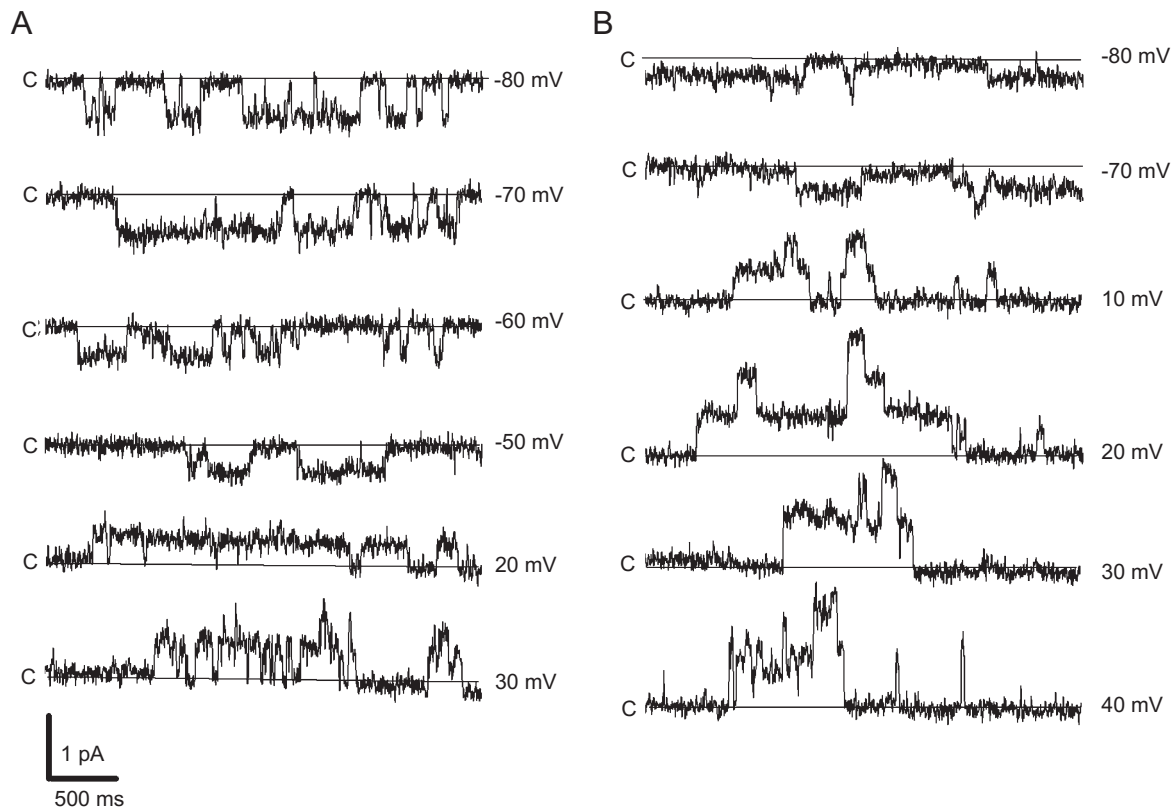 A
C -80 mV
C -70 mV
C -60 mV
C -50 mV
C 20 mV
C 30 mV
1 pA
500 ms
B
C -80 mV
C -70 mV
C 10 mV
C 20 mV
C 30 mV
C 40 mV